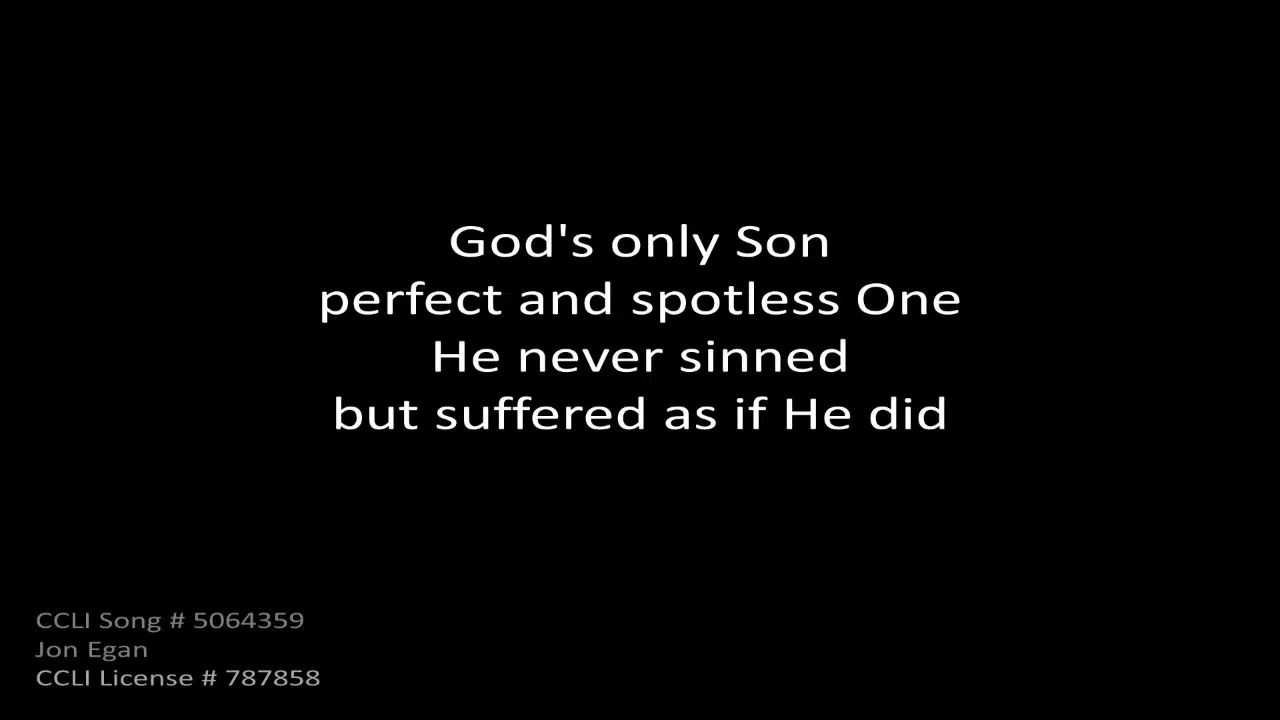 God's only Son
perfect and spotless One
He never sinned
but suffered as if He did
CCLI Song # 5064359
Jon Egan
CCLI License # 787858